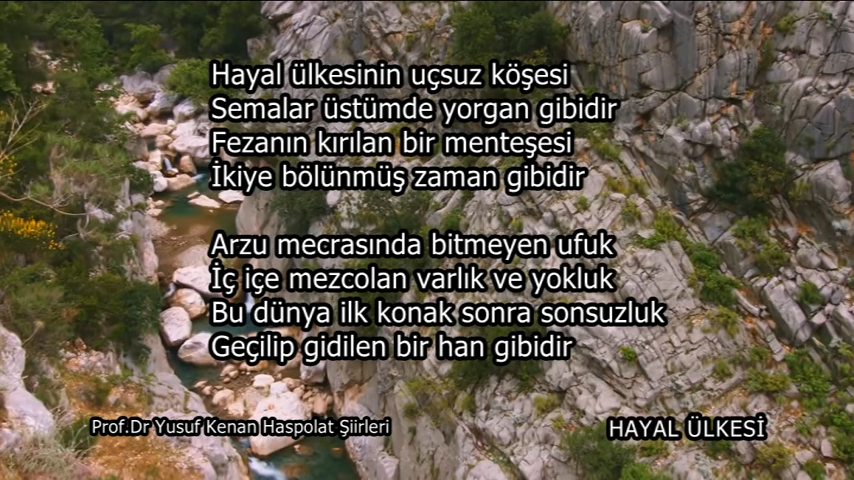 Hayal ülkesinin uçsuz köşesi
Semalar üstümde yorgan gibidir
Fezanın kırılan bir menteşesi
İkiye bölünmüş zaman gibidir
Arzu mecrasında bitmeyen ufuk
İç içe mezcolan varlık ve yokluk
Bu dünya ilk konak sonra sonsuzluk
Geçilip gidilen bir han gibidir
Prof.Dr Yusuf Kenan Haspolat Şiirleri
HAYAL ÜLKESİ